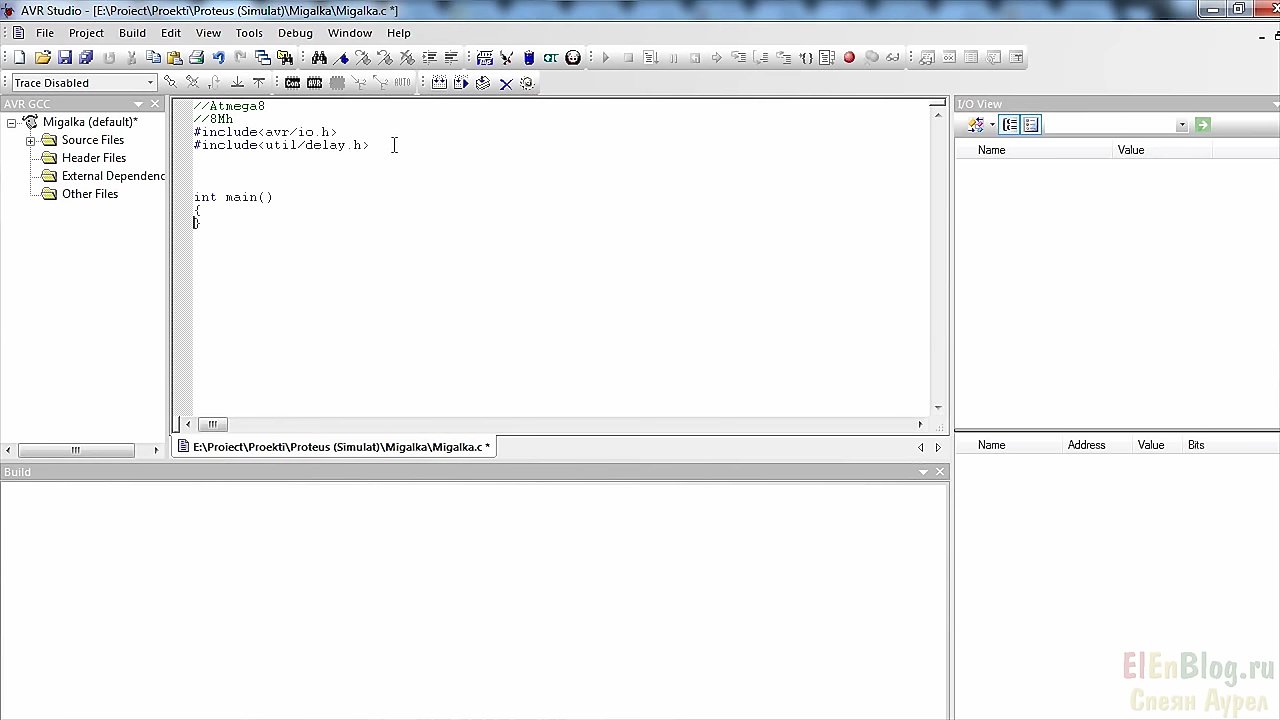 AVR Studio - [E:\Proiect\Proekti\Proteus (Simulat)\Migalka\Migalka.c *]
File Project Build Edit View Tools Debug Window Help
Trace Disabled
AUTO
AVR GCC
Migalka (default)*
Source Files
Header Files
External Dependenc
Other Files
//Atmega8
//8Mh
#include<avr/io.h>
#include<util/delay.h>
int main()
{
}
E:\Proiect\Proekti\Proteus (Simulat)\Migalka\Migalka.c *
I/O View
Name Value
Name Address Value Bits
Build
ElEnBlog.ru
Спеян Аурел